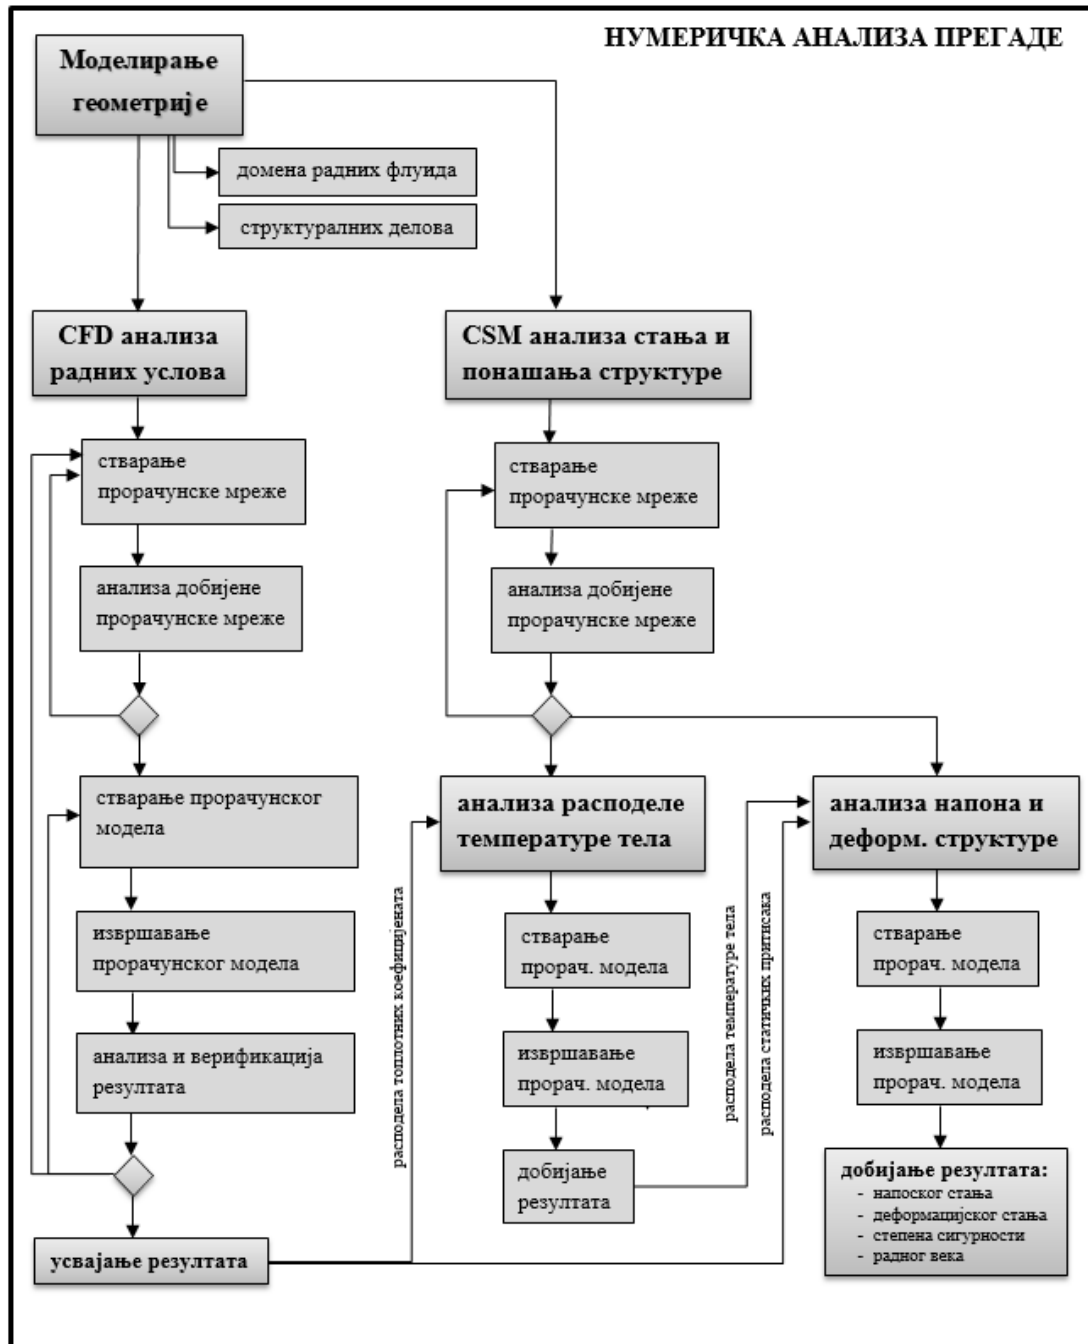 НУМЕРИЧКА АНАЛИЗА ПРЕГАДЕ
Моделирање
геометрије
домена радних флуида
структуралних делова
CFD анализа
радних услова
стварање
прорачунске мреже
анализа добијене
прорачунске мреже
стварање прорачунског
модела
извршавање
прорачунског модела
анализа и верификација
резултата
усвајање резултата
расподела топлотних коефицијената
CSM анализа стања и
понашања структуре
стварање
прорачунске мреже
анализа добијене
прорачунске мреже
анализа расподеле
температуре тела
стварање
прорач. модела
извршавање
прорач. модела
добијање
резултата
расподела температуре тела
расподела статичких притисака
анализа напона и
деформ. структуре
стварање
прорач. модела
извршавање
прорач. модела
добијање резултата:
- напоског стања
- деформацијског стања
- степена сигурности
- радног века